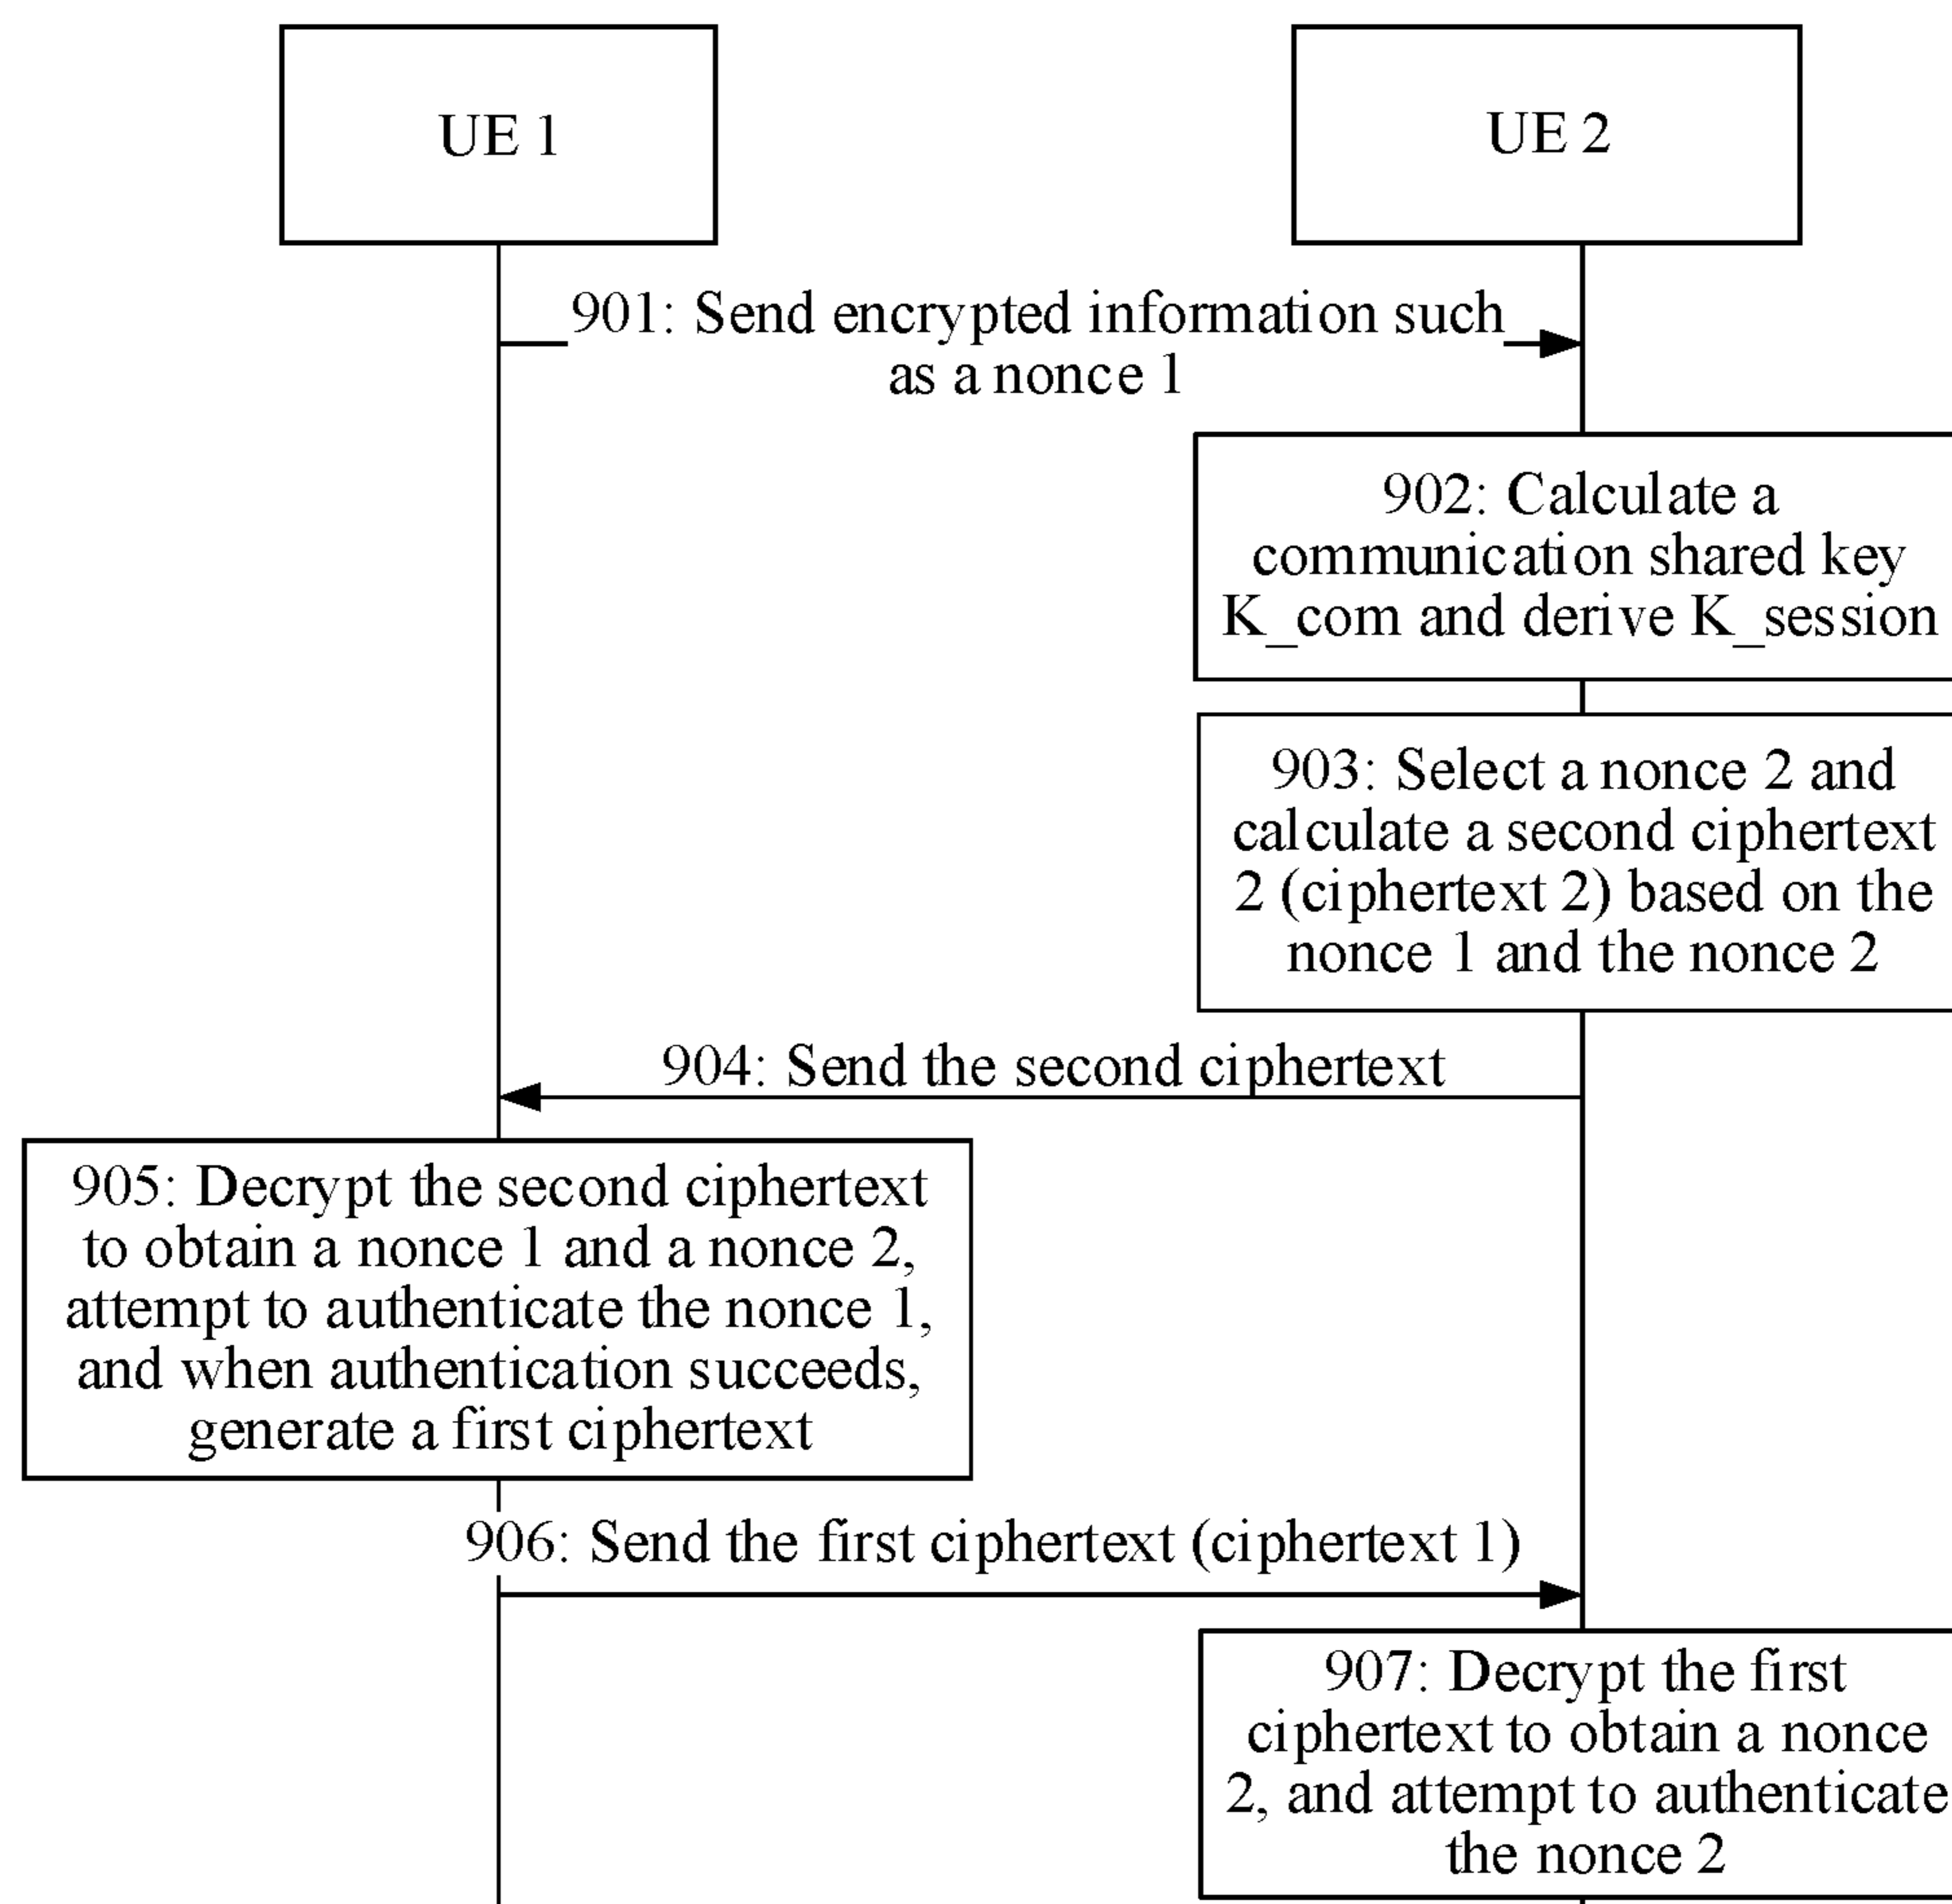 UE 1
UE 2
901: Send encrypted information such
as a nonce 1
902: Calculate a
communication shared key
K_com and derive K_session
903: Select a nonce 2 and
calculate a second ciphertext
2 (ciphertext 2) based on the
nonce 1 and the nonce 2
904: Send the second ciphertext
905: Decrypt the second ciphertext
to obtain a nonce 1 and a nonce 2,
attempt to authenticate the nonce 1,
and when authentication succeeds,
generate a first ciphertext
906: Send the first ciphertext (ciphertext 1)
907: Decrypt the first
ciphertext to obtain a nonce
2, and attempt to authenticate
the nonce 2